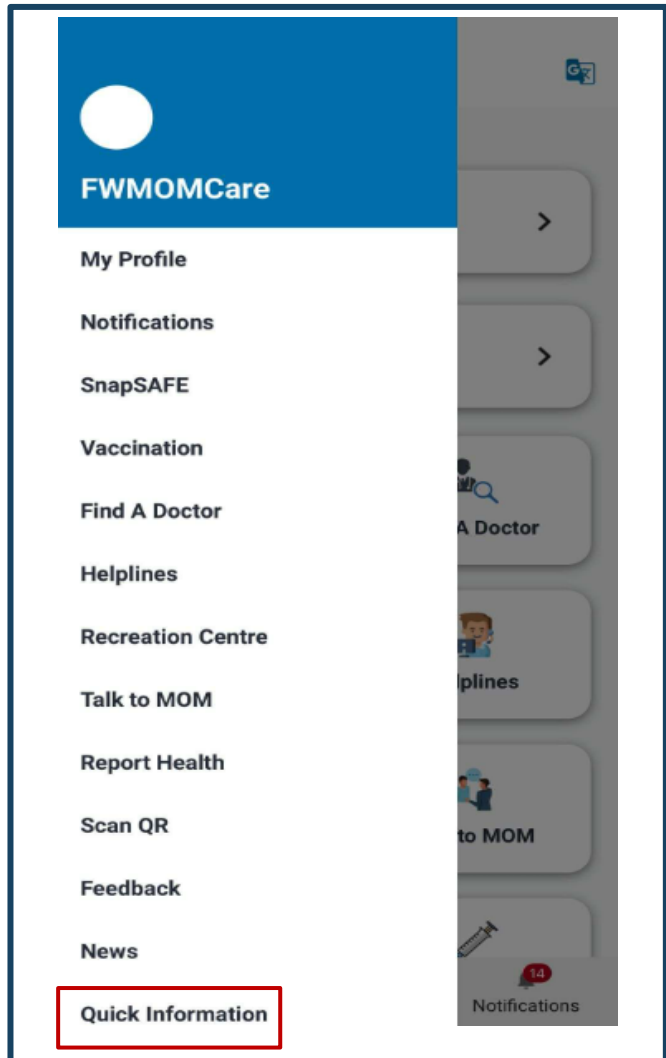 FWMOMCare
My Profile
Notifications
SnapSAFE
Vaccination
Find A Doctor
Helplines
Recreation Centre
Talk to MOM
Report Health
Scan QR
Feedback
News
Quick Information
A Doctor
lplines
to MOM
14
Notifications